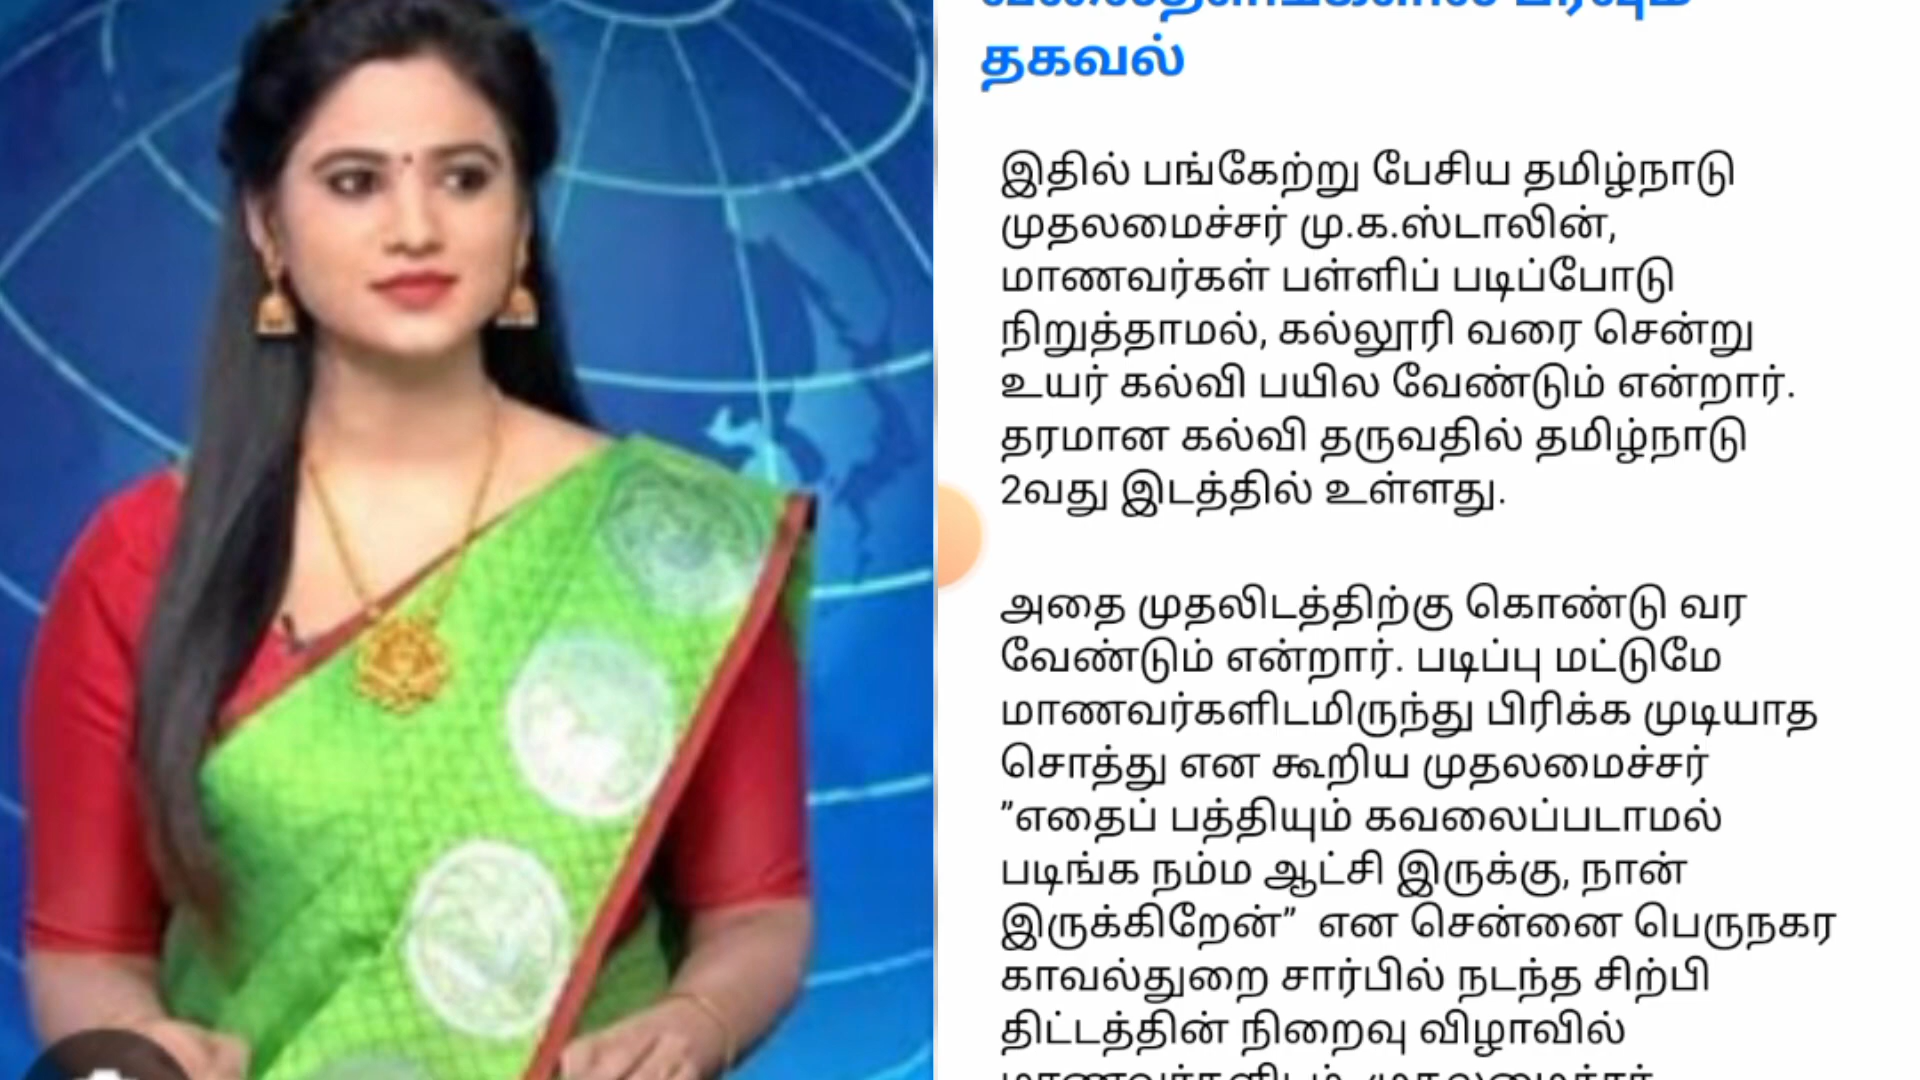 தகவல்
இதில் பங்கேற்று பேசிய தமிழ்நாடு
முதலமைச்சர் மு.க.ஸ்டாலின்,
மாணவர்கள் பள்ளிப் படிப்போடு
நிறுத்தாமல், கல்லூரி வரை சென்று
உயர் கல்வி பயில வேண்டும் என்றார்.
தரமான கல்வி தருவதில் தமிழ்நாடு
2வது இடத்தில் உள்ளது.
அதை முதலிடத்திற்கு கொண்டு வர
வேண்டும் என்றார். படிப்பு மட்டுமே
மாணவர்களிடமிருந்து பிரிக்க முடியாத
சொத்து என கூறிய முதலமைச்சர்
”எதைப் பத்தியும் கவலைப்படாமல்
படிங்க நம்ம ஆட்சி இருக்கு, நான்
இருக்கிறேன்” என சென்னை பெருநகர
காவல்துறை சார்பில் நடந்த சிற்பி
திட்டத்தின் நிறைவு விழாவில்